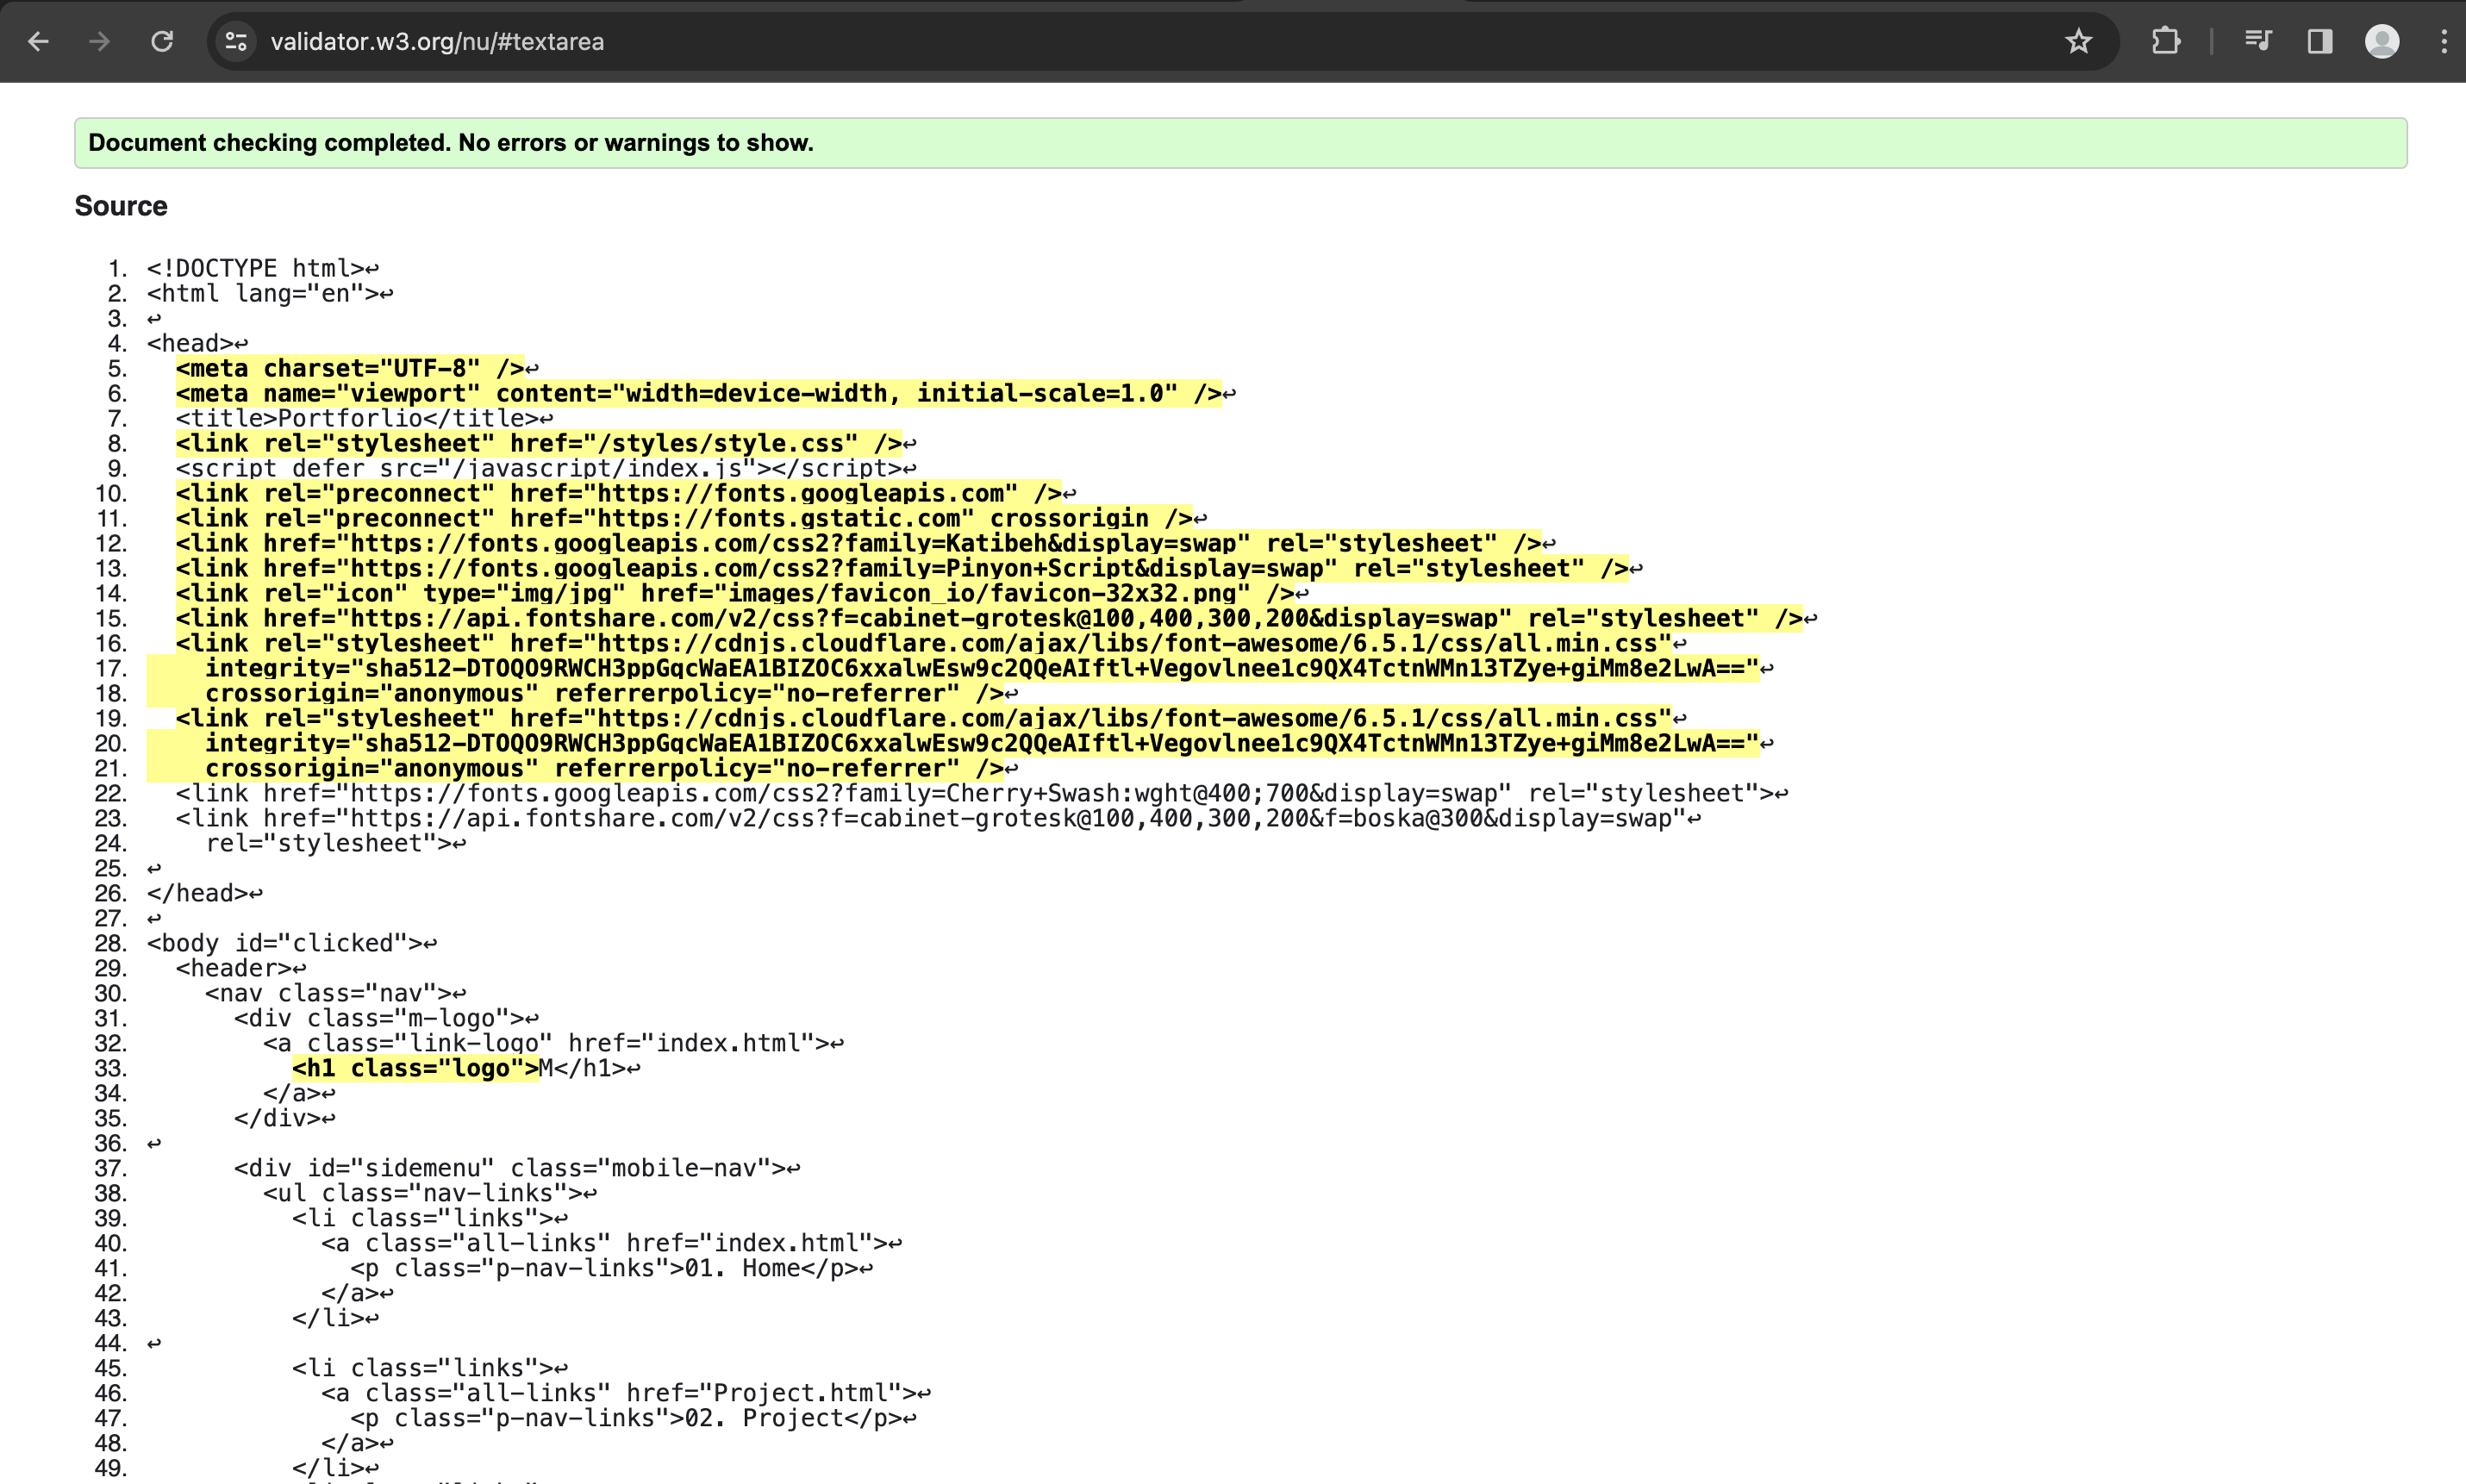 validator.w3.org/nu/#textarea
Document checking completed. No errors or warnings to show.
Source
1. <!DOCTYPE html>↩
2. <html lang="en">↩
3. ↩
4. <head>↩
5.   <meta charset="UTF-8" />↩
6.   <meta name="viewport" content="width=device-width, initial-scale=1.0" />↩
7.   <title>Portforlio</title>↩
8.   <link rel="stylesheet" href="/styles/style.css" />↩
9.   <script defer src="/javascript/index.js"></script>↩
10.   <link rel="preconnect" href="https://fonts.googleapis.com" />↩
11.   <link rel="preconnect" href="https://fonts.gstatic.com" crossorigin />↩
12.   <link href="https://fonts.googleapis.com/css2?family=Katibeh&display=swap" rel="stylesheet" />↩
13.   <link href="https://fonts.googleapis.com/css2?family=Pinyon+Script&display=swap" rel="stylesheet" />↩
14.   <link rel="icon" type="img/jpg" href="images/favicon_io/favicon-32x32.png" />↩
15.   <link href="https://api.fontshare.com/v2/css?f=cabinet-grotesk@100,400,300,200&display=swap" rel="stylesheet" />↩
16.   <link rel="stylesheet" href="https://cdnjs.cloudflare.com/ajax/libs/font-awesome/6.5.1/css/all.min.css"↩
17.     integrity="sha512-DTOQO9RWCH3ppGqcWaEA1BIZOC6xxalwEsw9c2QQeAIftl+Vegovlnee1c9QX4TctnWMn13TZye+giMm8e2LwA=="↩
18.     crossorigin="anonymous" referrerpolicy="no-referrer" />↩
19.   <link rel="stylesheet" href="https://cdnjs.cloudflare.com/ajax/libs/font-awesome/6.5.1/css/all.min.css"↩
20.     integrity="sha512-DTOQO9RWCH3ppGqcWaEA1BIZOC6xxalwEsw9c2QQeAIftl+Vegovlnee1c9QX4TctnWMn13TZye+giMm8e2LwA=="↩
21.     crossorigin="anonymous" referrerpolicy="no-referrer" />↩
22.   <link href="https://fonts.googleapis.com/css2?family=Cherry+Swash:wght@400;700&display=swap" rel="stylesheet">↩
23.   <link href="https://api.fontshare.com/v2/css?f=cabinet-grotesk@100,400,300,200&f=boska@300&display=swap"↩
24.     rel="stylesheet">↩
25. ↩
26. </head>↩
27. ↩
28. <body id="clicked">↩
29.   <header>↩
30.     <nav class="nav">↩
31.       <div class="m-logo">↩
32.         <a class="link-logo" href="index.html">↩
33.           <h1 class="logo">M</h1>↩
34.         </a>↩
35.       </div>↩
36. ↩
37.       <div id="sidemenu" class="mobile-nav">↩
38.         <ul class="nav-links">↩
39.           <li class="links">↩
40.             <a class="all-links" href="index.html">↩
41.               <p class="p-nav-links">01. Home</p>↩
42.             </a>↩
43.           </li>↩
44. ↩
45.           <li class="links">↩
46.             <a class="all-links" href="Project.html">↩
47.               <p class="p-nav-links">02. Project</p>↩
48.             </a>↩
49.           </li>↩